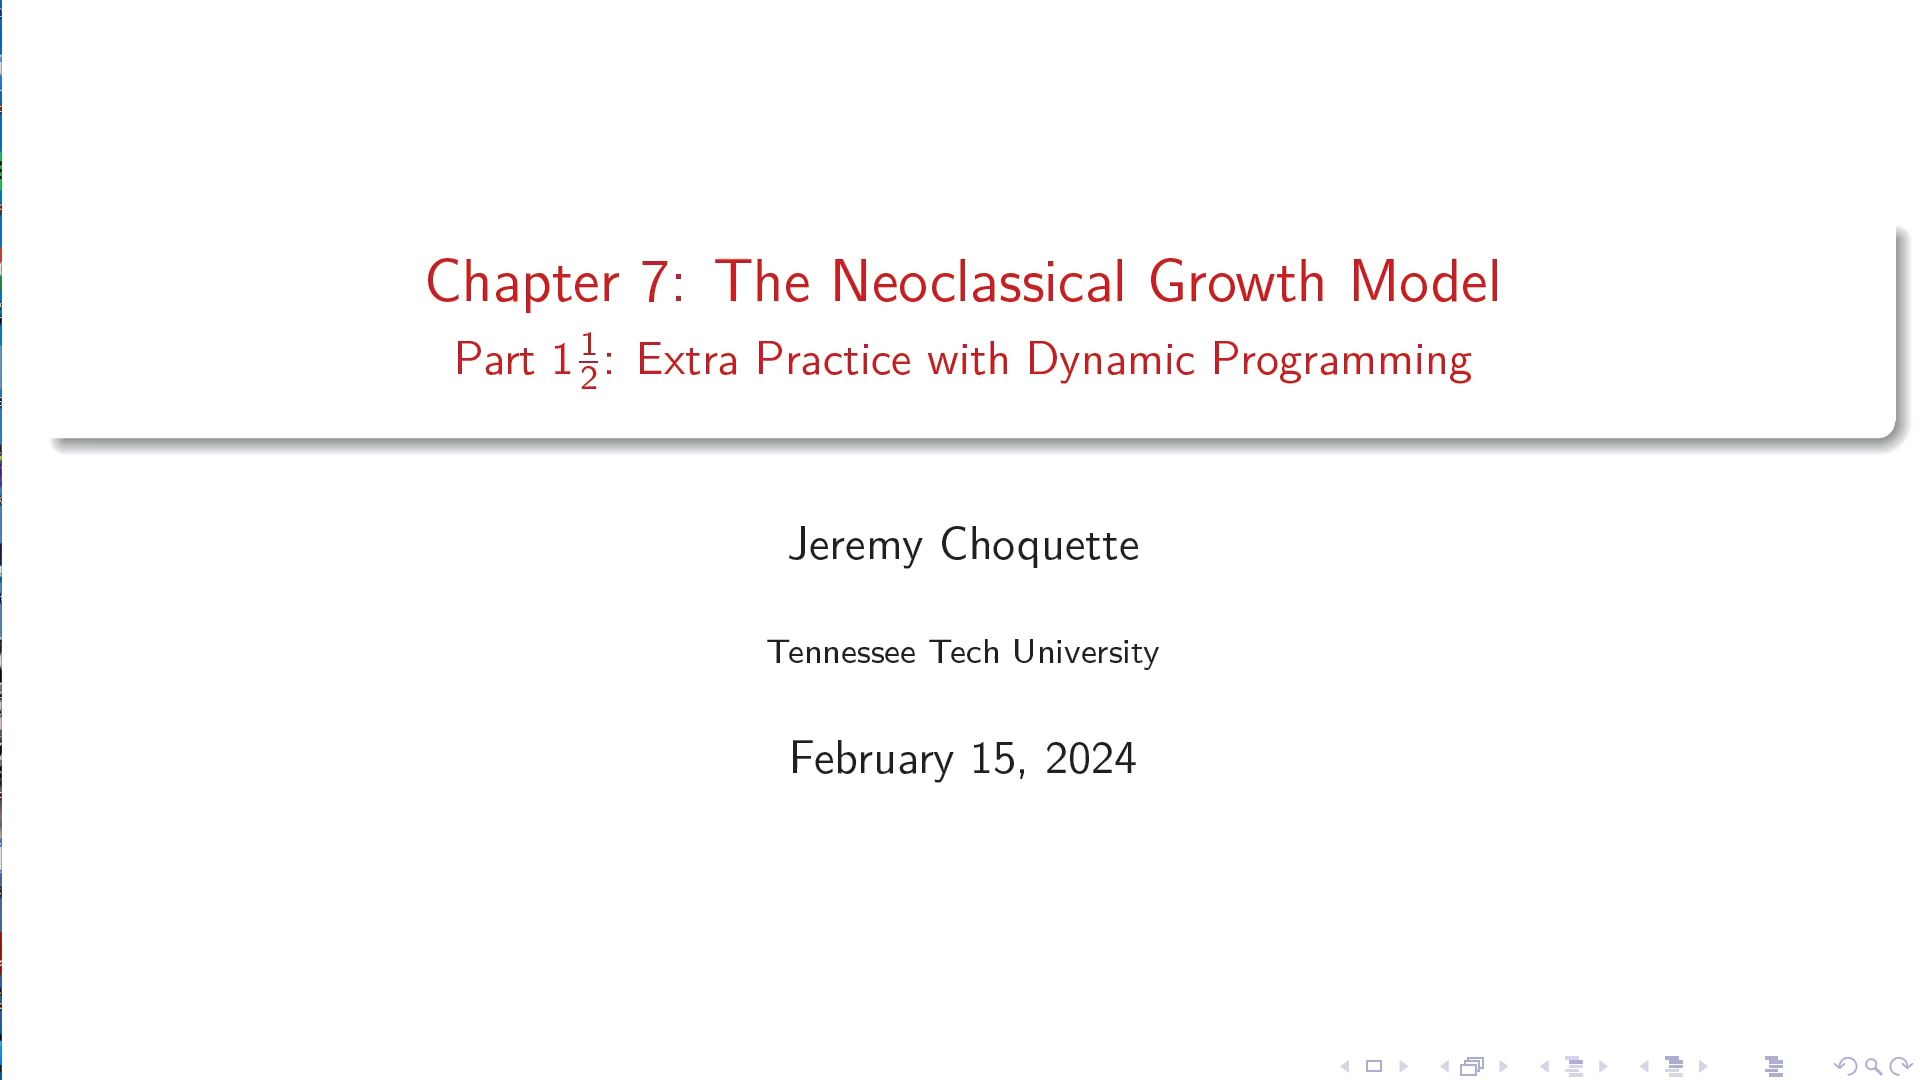 Chapter 7: The Neoclassical Growth Model
Part 1½: Extra Practice with Dynamic Programming
Jeremy Choquette
Tennessee Tech University
February 15, 2024